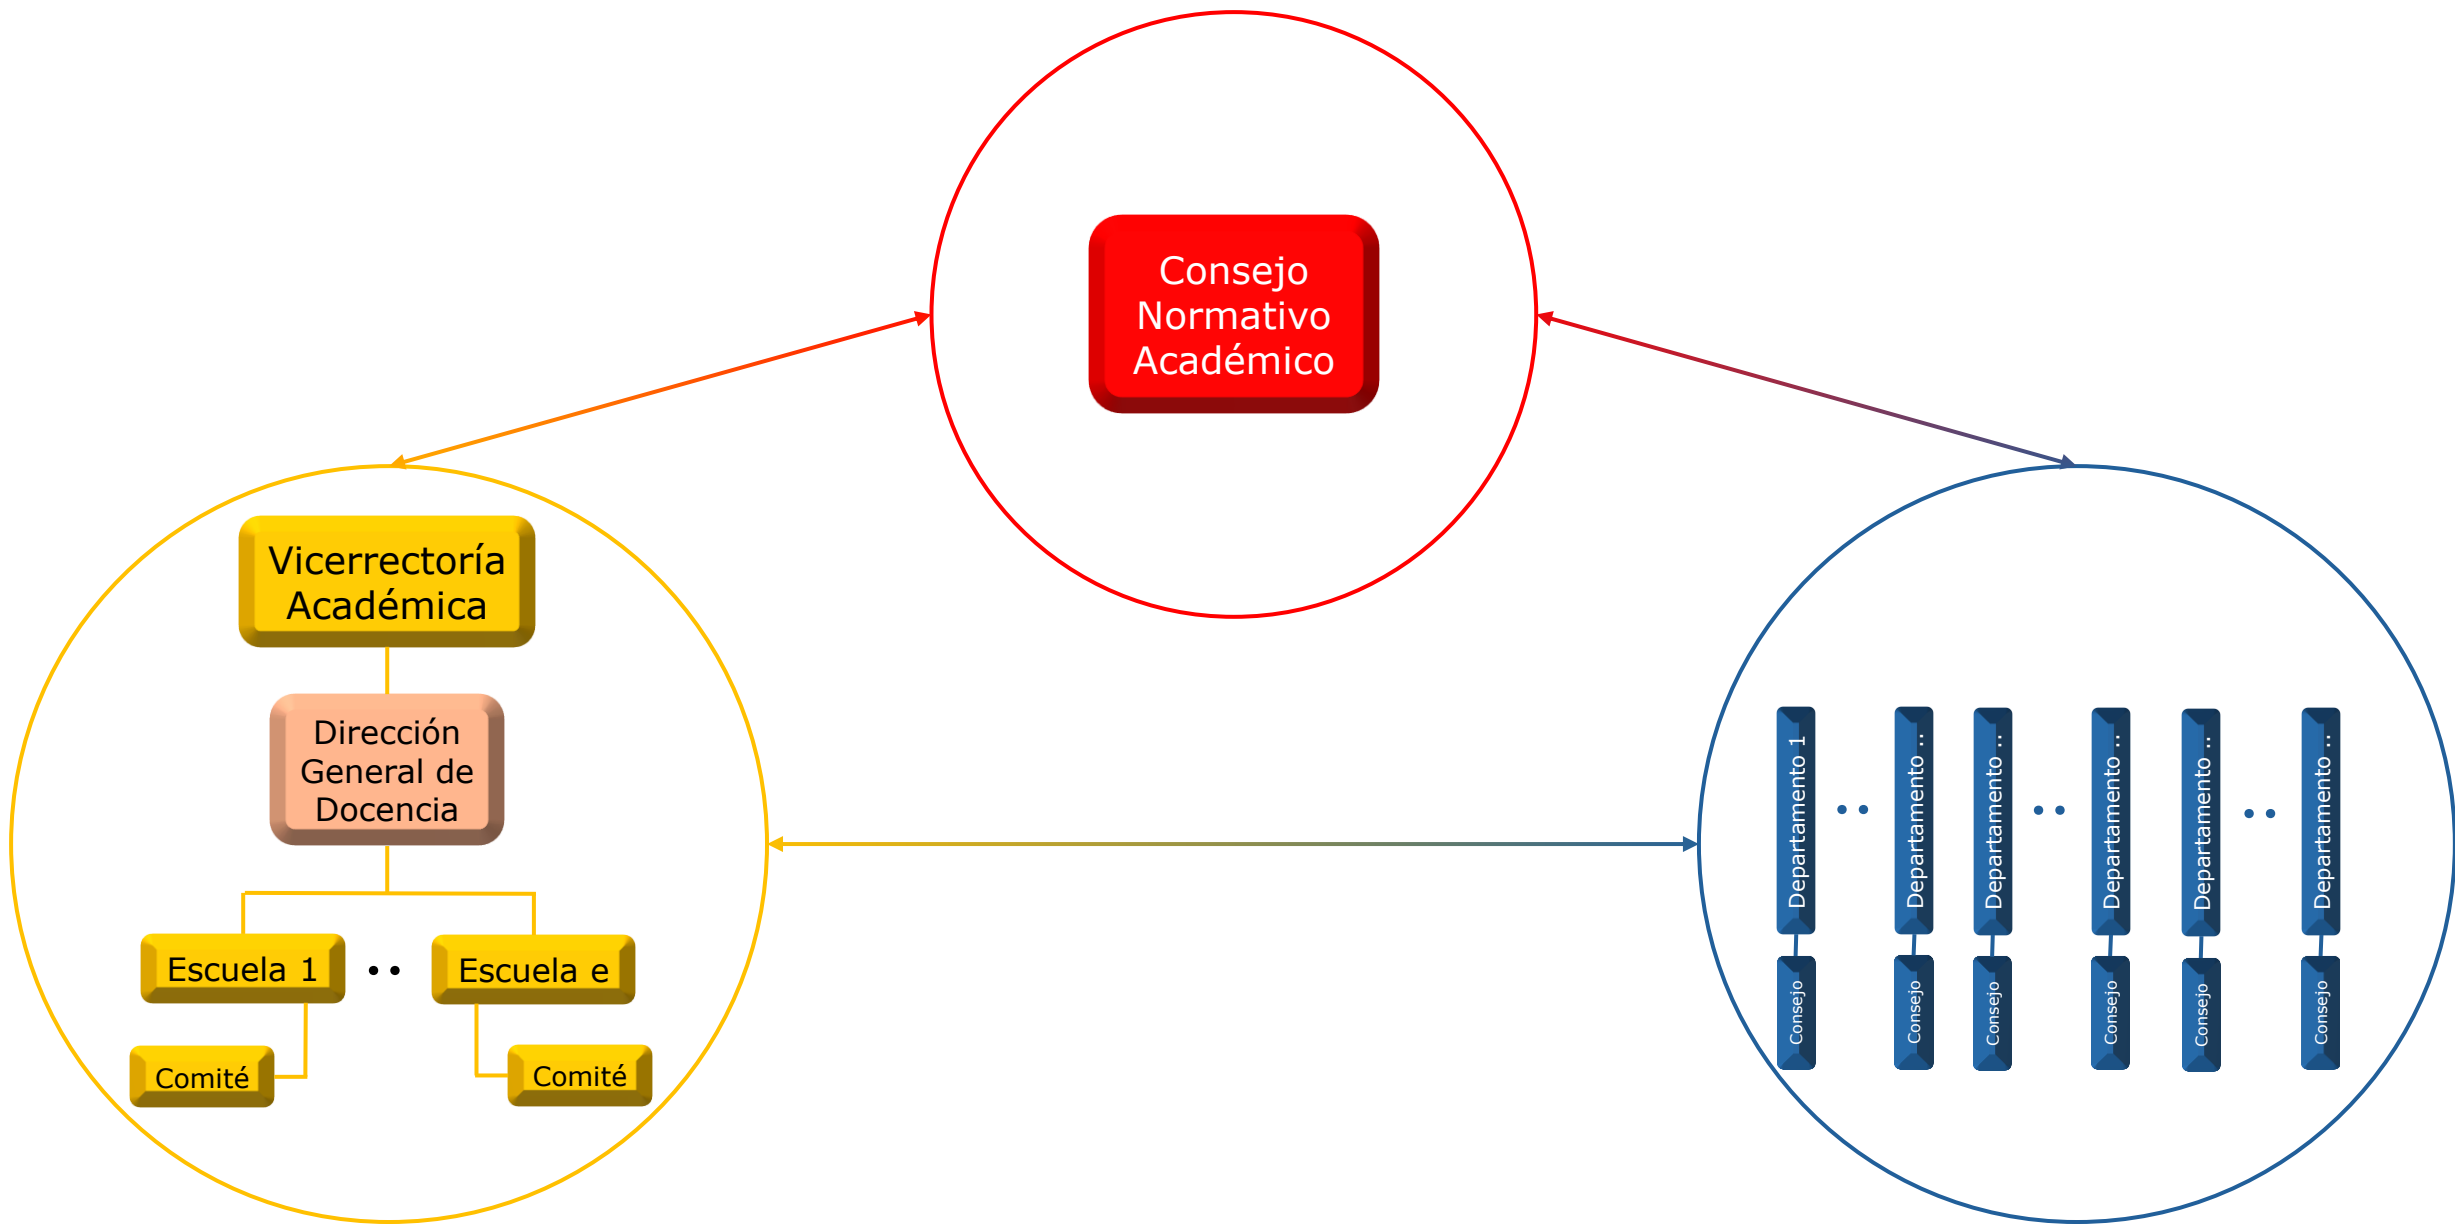 Consejo
Normativo
Académico
Vicerrectoría
Académica
Dirección
General de
Docencia
Escuela 1
..
Escuela e
Comité
Comité
Departamento 1
..
Departamento ..
Departamento ..
..
Departamento ..
Departamento ..
..
Departamento ..
Consejo
Consejo
Consejo
Consejo
Consejo
Consejo